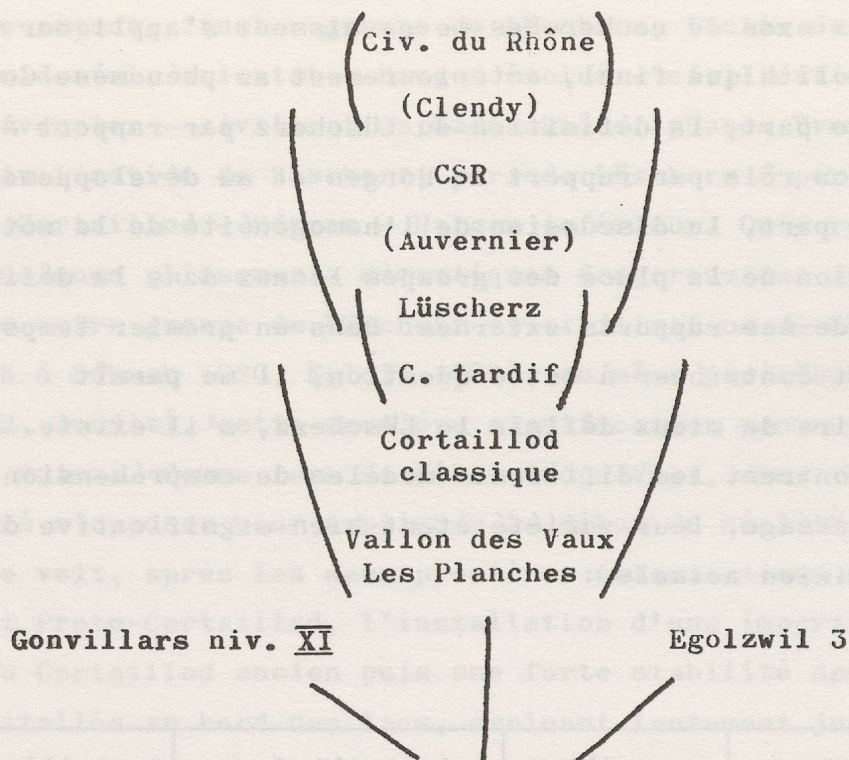 Civ. du Rhône
(Clendy)
CSR
(Auvernier)
Lüscherz
C. tardif
Cortaillod
classique
Vallon des Vaux
Les Planches
Gonvillars niv. XI
Egolzwil 3